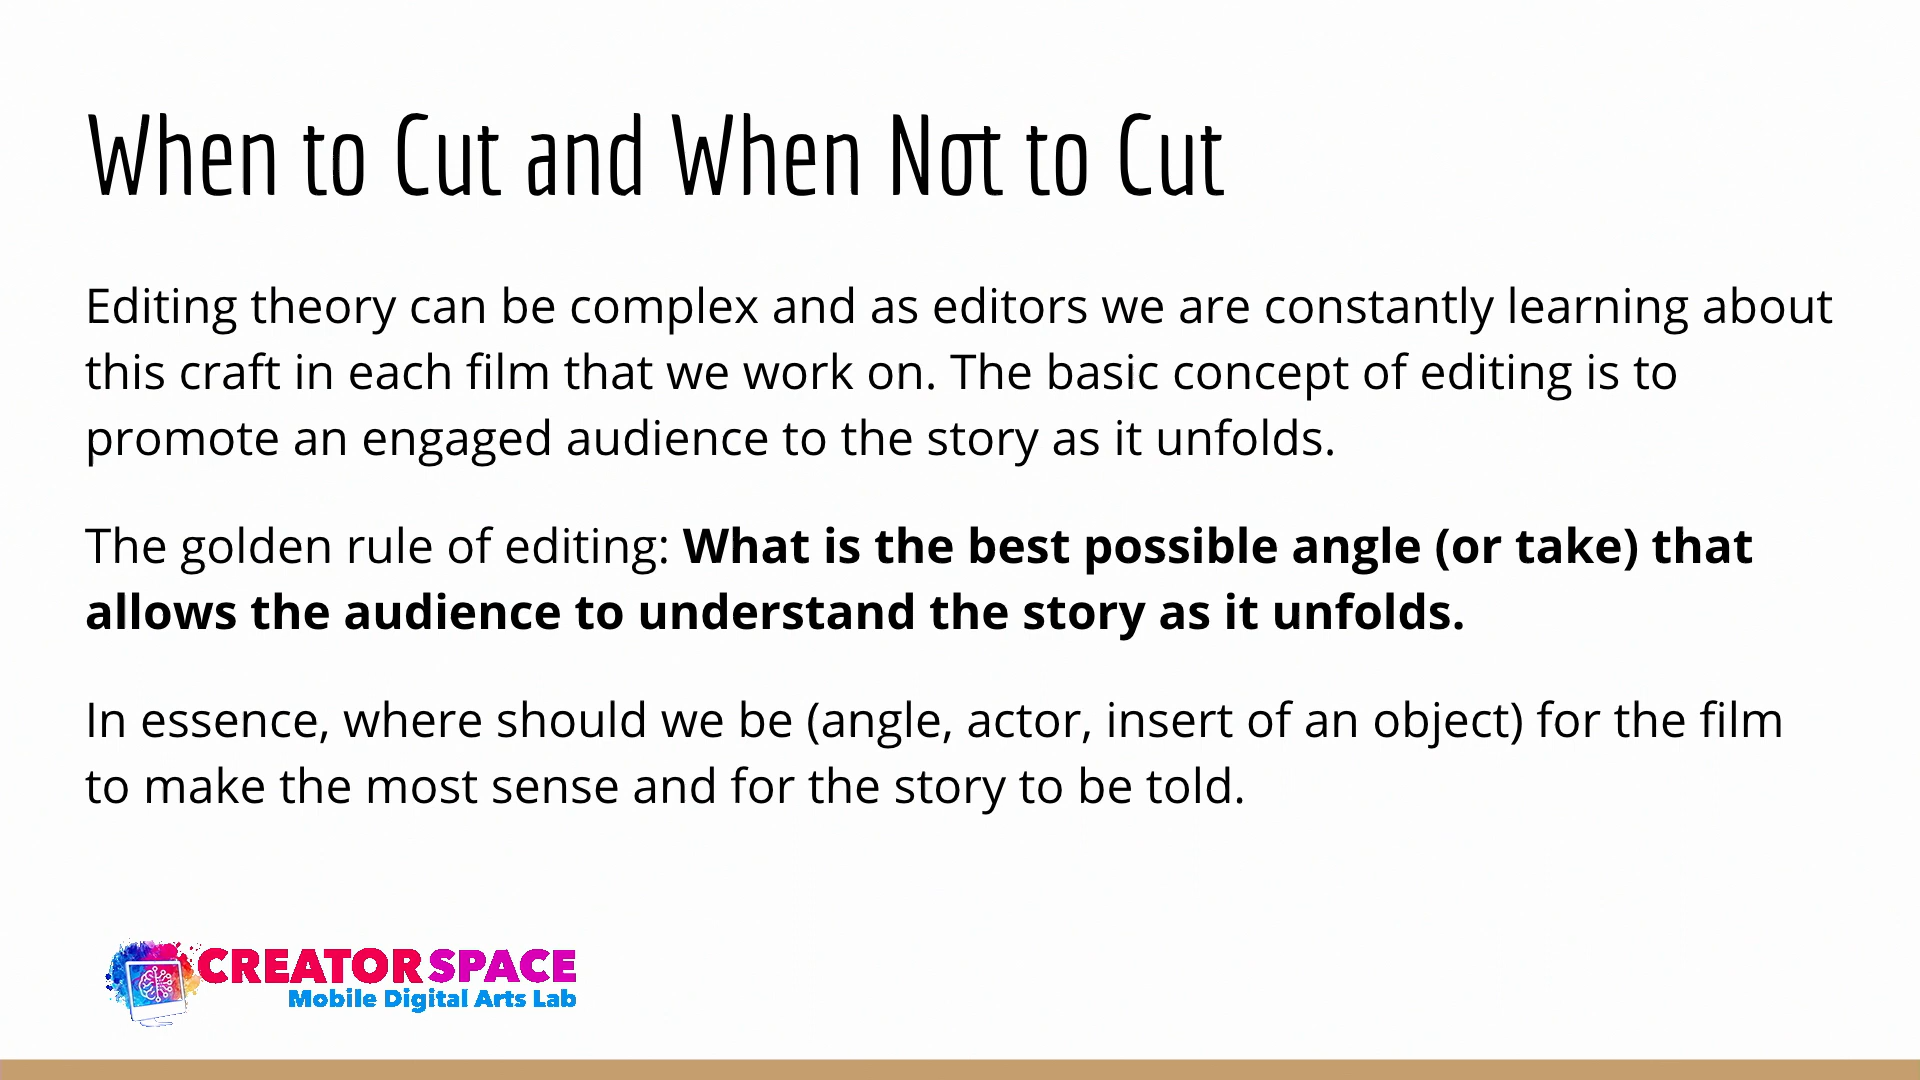 When to Cut and When Not to Cut
Editing theory can be complex and as editors we are constantly learning about
this craft in each film that we work on. The basic concept of editing is to
promote an engaged audience to the story as it unfolds.
The golden rule of editing: What is the best possible angle (or take) that
allows the audience to understand the story as it unfolds.
In essence, where should we be (angle, actor, insert of an object) for the film
to make the most sense and for the story to be told.
CREATORSPACE
Mobile Digital Arts Lab